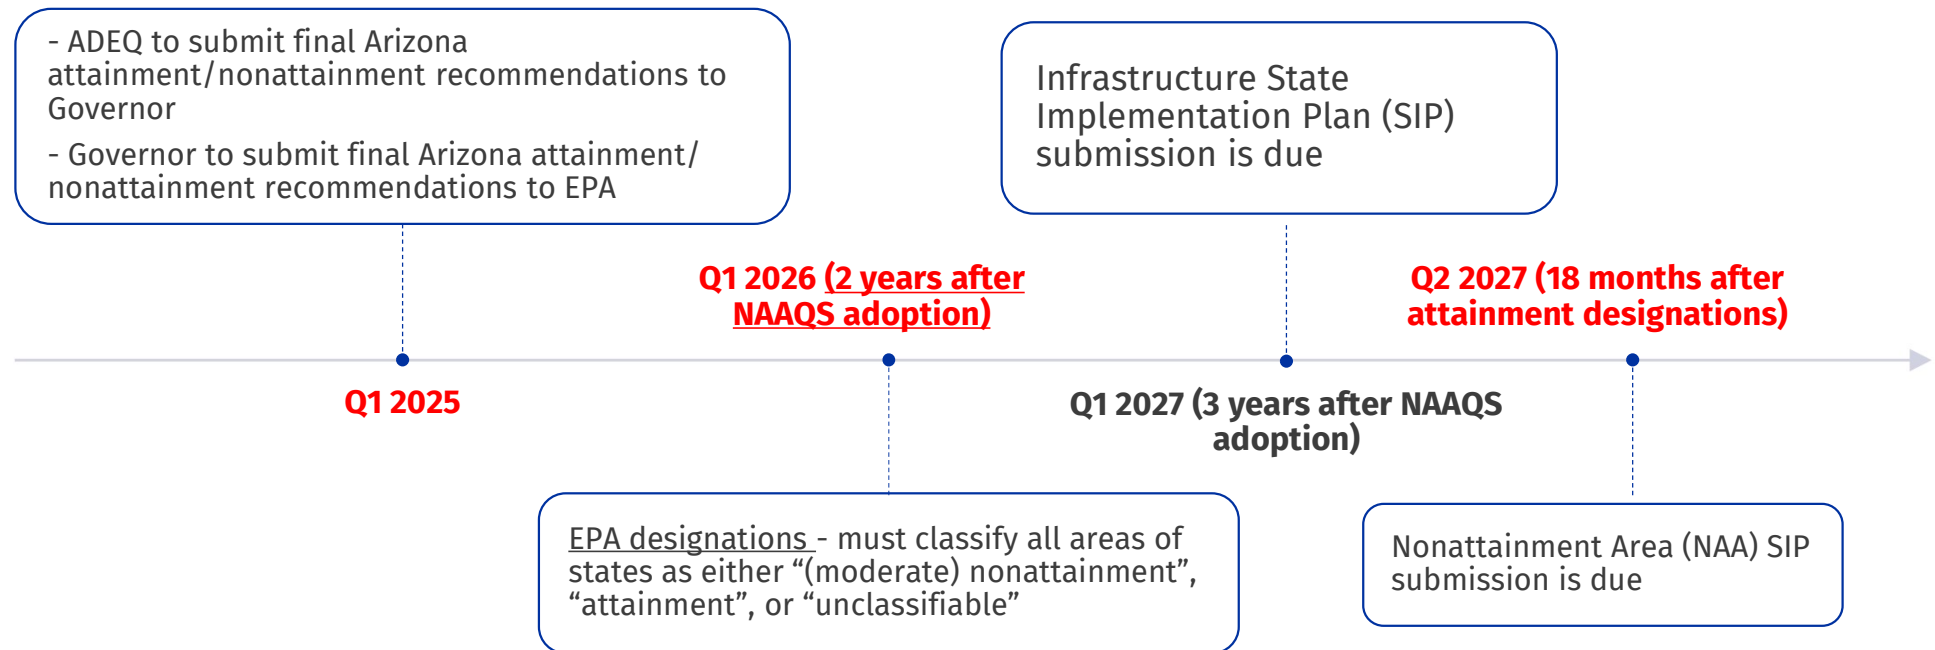 - ADEQ to submit final Arizona
attainment/nonattainment recommendations to
Governor
- Governor to submit final Arizona attainment/
nonattainment recommendations to EPA
Q1 2025
Q1 2026 (2 years after
NAAQS adoption)
EPA designations - must classify all areas of
states as either “(moderate) nonattainment”,
“attainment”, or “unclassifiable”
Infrastructure State
Implementation Plan (SIP)
submission is due
Q1 2027 (3 years after NAAQS
adoption)
Q2 2027 (18 months after
attainment designations)
Nonattainment Area (NAA) SIP
submission is due